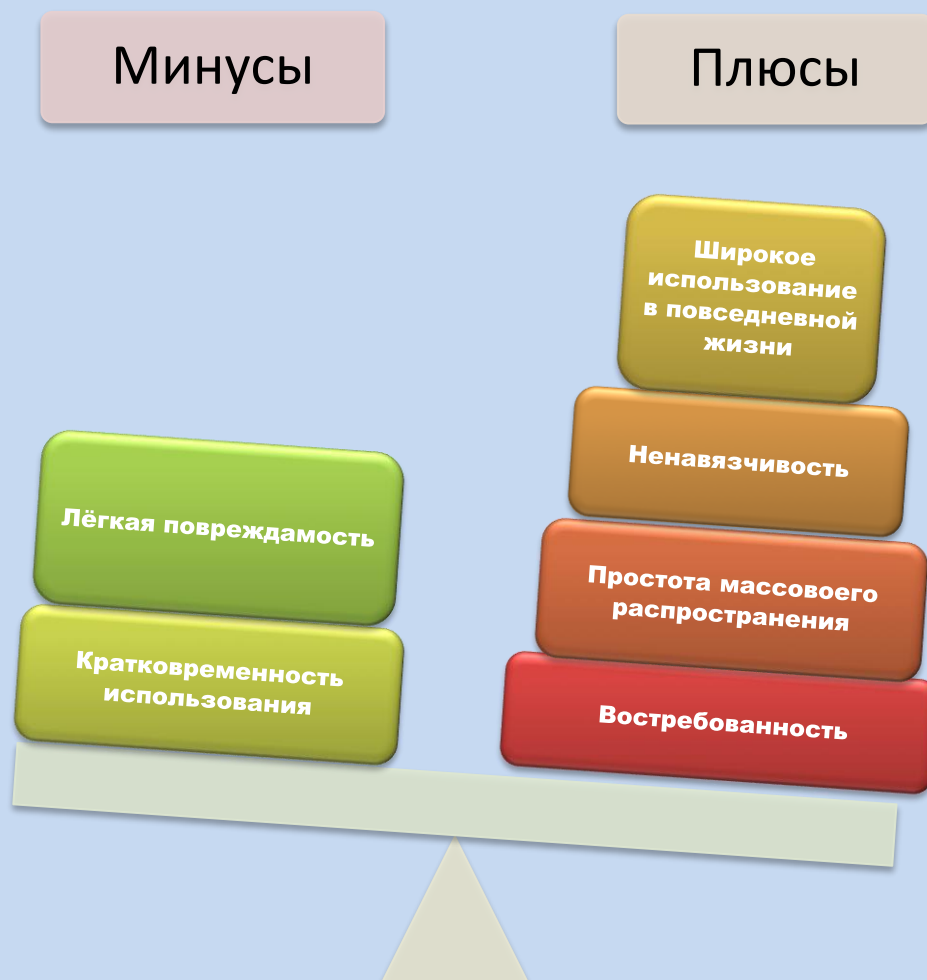 Минусы
Плюсы
Лёгкая повреждамость
Кратковременность
использования
Широкое
использование
в повседневной
жизни
Ненавязчивость
Простота массовоего
распространения
Востребованность